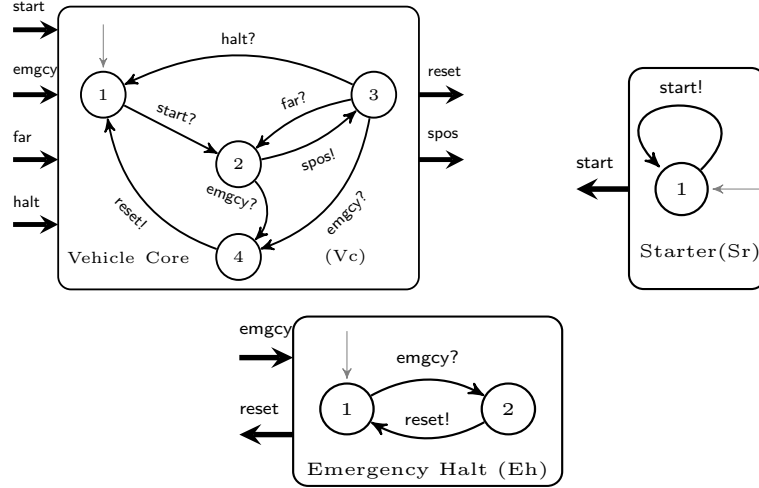 start
emgcy
far
halt
halt?
1
3
start?
far?
2
spos!
emgcy?
emgcy?
reset!
4
Vehicle Core
(Vc)
reset
spos
start
start!
1
Starter(Sr)
emgcy
reset
emgcy?
1
2
reset!
Emergency Halt (Eh)